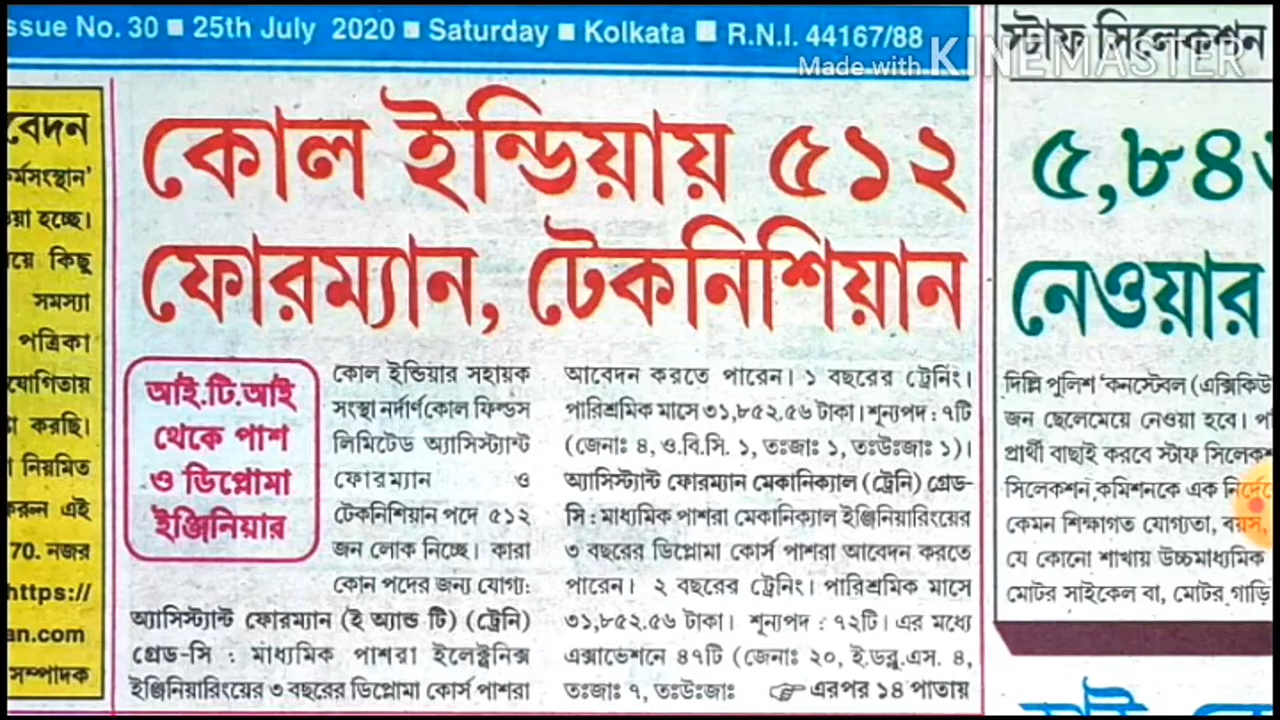 ssue No. 30 ■ 25th July 2020 ■ Saturday ■ Kolkata ■ R.N.I. 44167/88
Made with KINEMASTER
বেদন
র্মসংস্থান’
ওয়া হচ্ছে।
য়ে কিছু
সমস্যা
পত্রিকা
যোগিতায়
করছি।
নিয়মিত
করুন এই
70. নজর
https://
an.com
সম্পাদক
কোল ইন্ডিয়ায় ৫১২
ফোরম্যান, টেকনিশিয়ান
আই.টি.আই
থেকে পাশ
ও ডিপ্লোমা
ইঞ্জিনিয়ার
কোল ইন্ডিয়ার সহায়ক
সংস্থা নর্দার্ণকোল ফিল্ডস
লিমিটেড অ্যাসিস্ট্যান্ট
ফোরম্যান ও
টেকনিশিয়ান পদে ৫১২
জন লোক নিচ্ছে। কারা
কোন পদের জন্য যোগ্য:
অ্যাসিস্ট্যান্ট ফোরম্যান (ই অ্যান্ড টি) (ট্রেনি)
গ্রেড-সি : মাধ্যমিক পাশরা ইলেক্ট্রনিক্স
ইঞ্জিনিয়ারিংয়ের ৩ বছরের ডিপ্লোমা কোর্স পাশরা
আবেদন করতে পারেন। ১ বছরের ট্রেনিং।
পারিশ্রমিক মাসে ৩১,৮৫২.৫৬ টাকা। শূন্যপদ : ৭টি
(জেনাঃ ৪, ও.বি.সি. ১, তঃজাঃ ১, তঃউঃজাঃ ১)।
অ্যাসিস্ট্যান্ট ফোরম্যান মেকানিক্যাল (ট্রেনি) গ্রেড-
সি : মাধ্যমিক পাশরা মেকানিক্যাল ইঞ্জিনিয়ারিংয়ের
৩ বছরের ডিপ্লোমা কোর্স পাশরা আবেদন করতে
পারেন। ২ বছরের ট্রেনিং। পারিশ্রমিক মাসে
৩১,৮৫২.৫৬ টাকা। শূন্যপদ : ৭২টি। এর মধ্যে
এক্সাভেশনে ৪৭টি (জেনাঃ ২০, ই.ডব্লু.এস. ৪,
তঃজাঃ ৭, তঃউঃজাঃ ☞ এরপর ১৪ পাতায়
স্টাফ সিলেকশন
৫,৮৪
নেওয়ার
দিল্লি পুলিশ ‘কনস্টেবল (এক্সিকিউ
জন ছেলেমেয়ে নেওয়া হবে।
প্রার্থী বাছাই করবে স্টাফ সিলেকশ
সিলেকশন কমিশনকে এক নির্দে
কেমন শিক্ষাগত যোগ্যতা, বয়স,
যে কোনো শাখায় উচ্চমাধ্যমিক
মোটর সাইকেল বা, মোটর গাড়ি